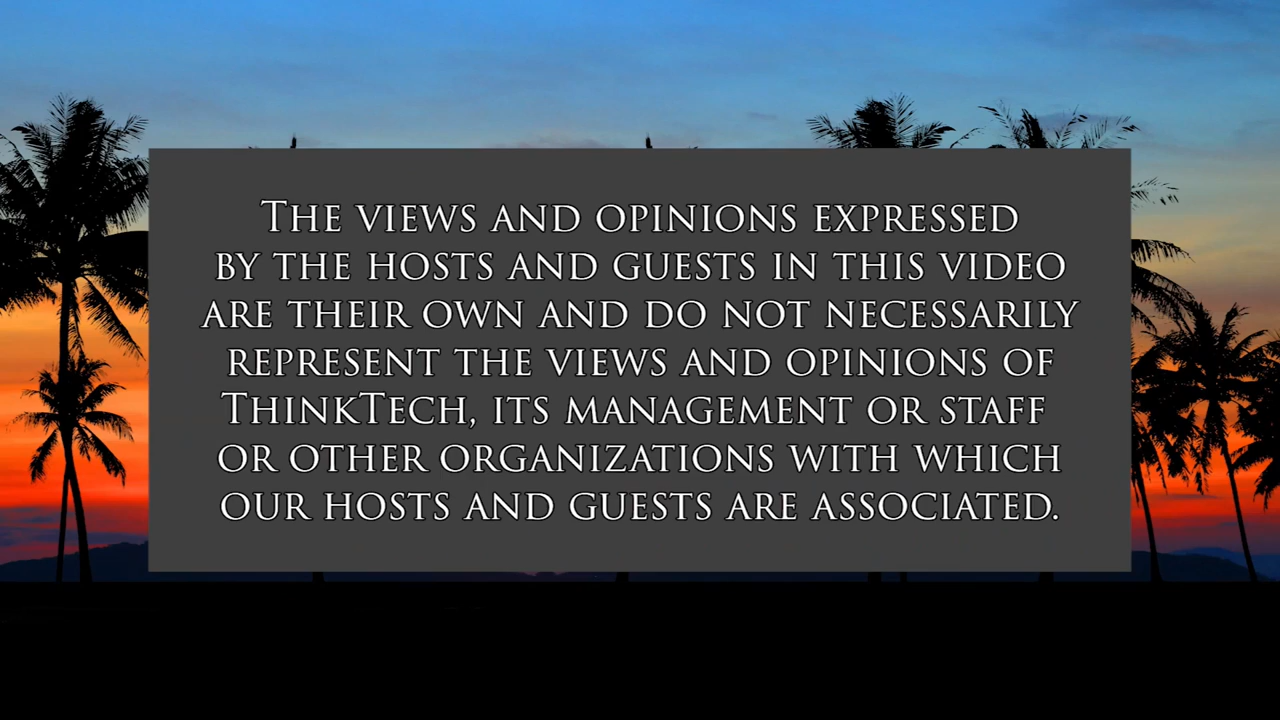 The views and opinions expressed
by the hosts and guests in this video
are their own and do not necessarily
represent the views and opinions of
ThinkTech, its management or staff
or other organizations with which
our hosts and guests are associated.